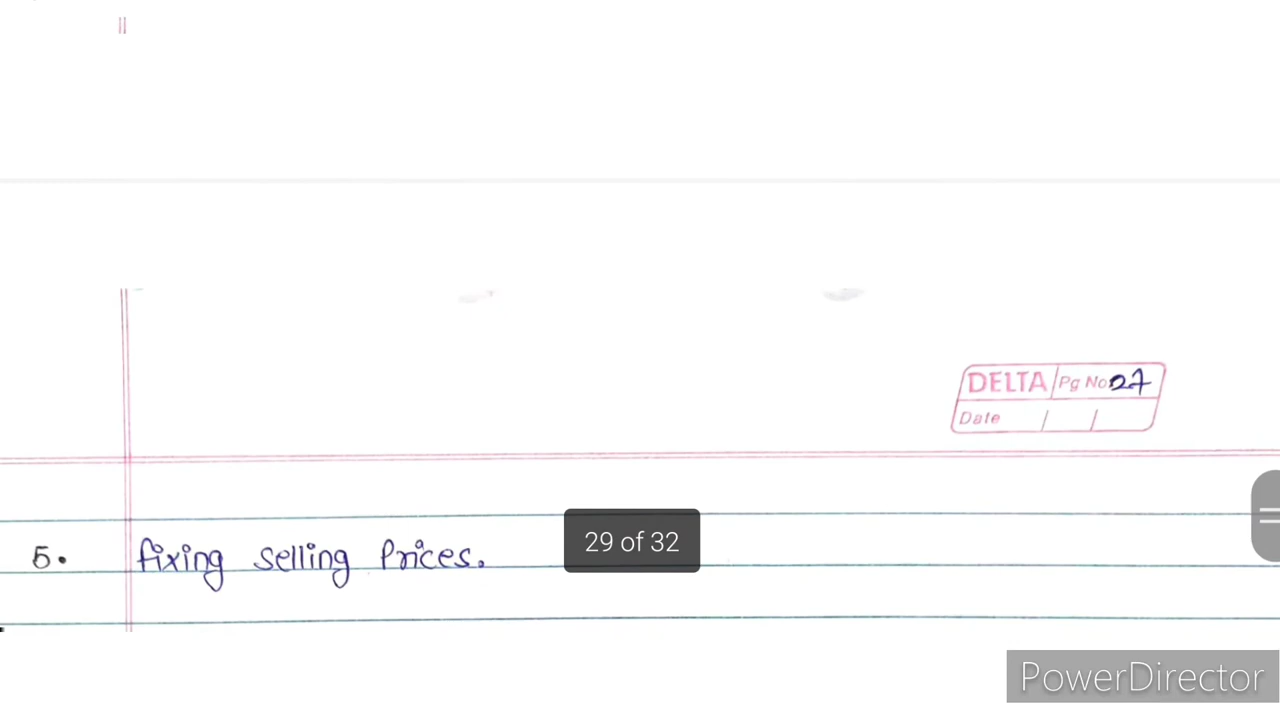 DELTA Pg No 27
Date / /
29 of 32
5. fixing selling Prices.
PowerDirector